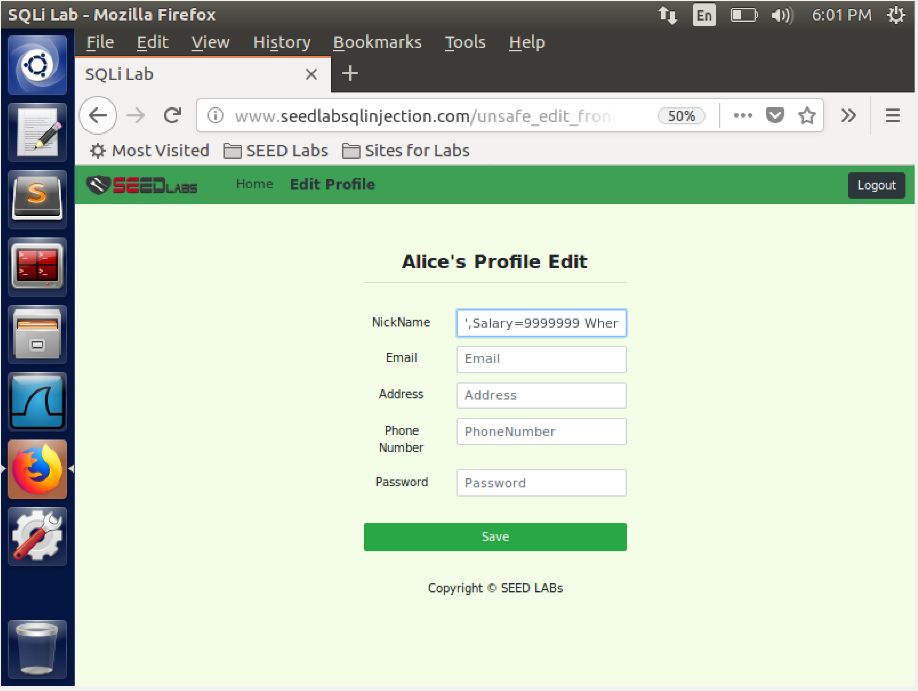 SQLi Lab - Mozilla Firefox
En
6:01 PM
File Edit View History Bookmarks Tools Help
SQLi Lab
www.seedlabsqlinjection.com/unsafe_edit_fron
50%
Most Visited SEED Labs Sites for Labs
SEEDLABS
Home Edit Profile
Logout
Alice's Profile Edit
NickName ',Salary=9999999 Wher
Email Email
Address Address
Phone
Number
PhoneNumber
Password Password
Save
Copyright © SEED LABs